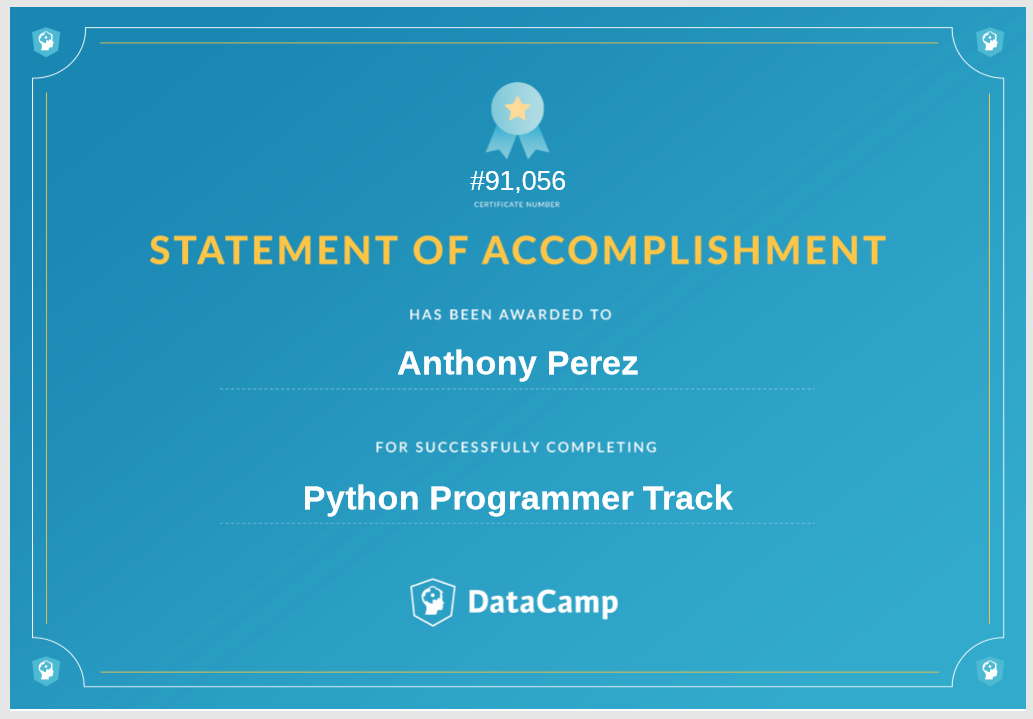 #91,056
CERTIFICATE NUMBER
STATEMENT OF ACCOMPLISHMENT
HAS BEEN AWARDED TO
Anthony Perez
FOR SUCCESSFULLY COMPLETING
Python Programmer Track
DataCamp